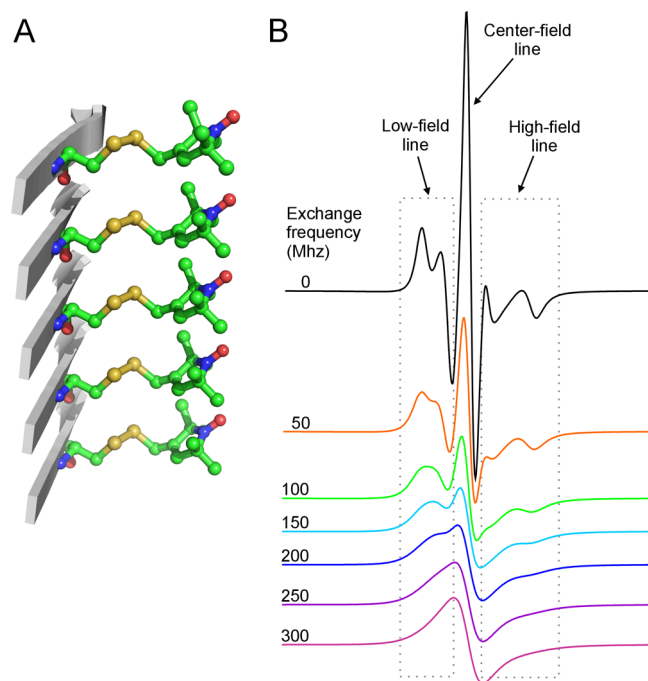 A
B
Center-field
line
Low-field
line
High-field
line
Exchange
frequency
(Mhz)
0
50
100
150
200
250
300